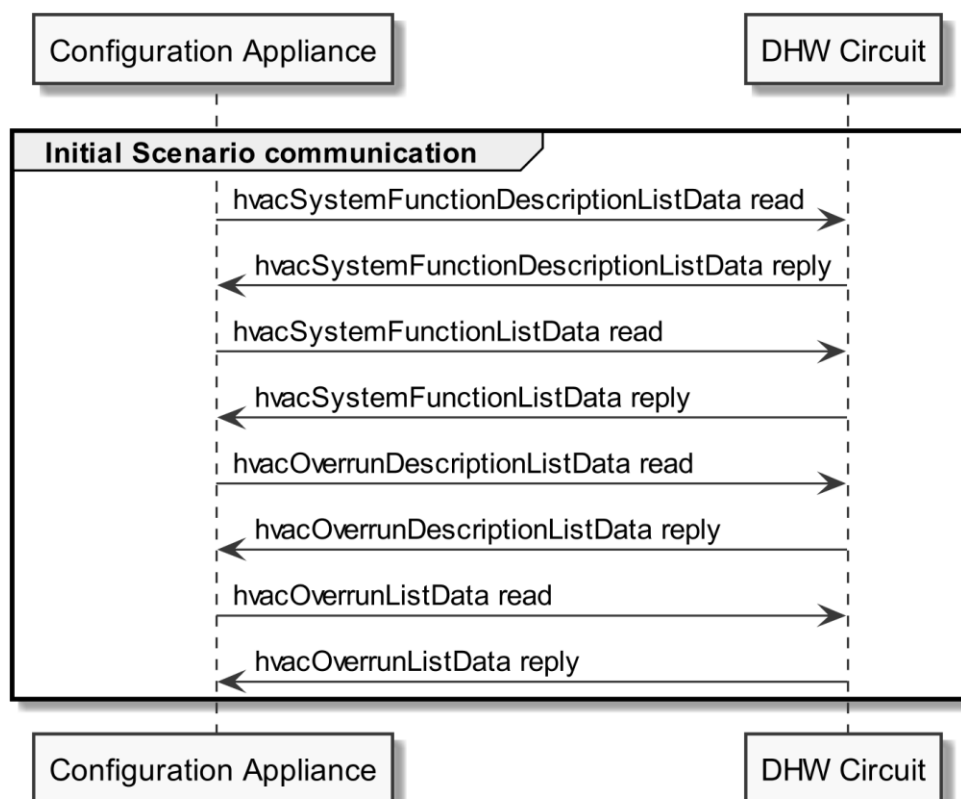 Configuration Appliance
DHW Circuit
Initial Scenario communication
hvacSystemFunctionDescriptionListData read
hvacSystemFunctionDescriptionListData reply
hvacSystemFunctionListData read
hvacSystemFunctionListData reply
hvacOverrunDescriptionListData read
hvacOverrunDescriptionListData reply
hvacOverrunListData read
hvacOverrunListData reply
Configuration Appliance
DHW Circuit